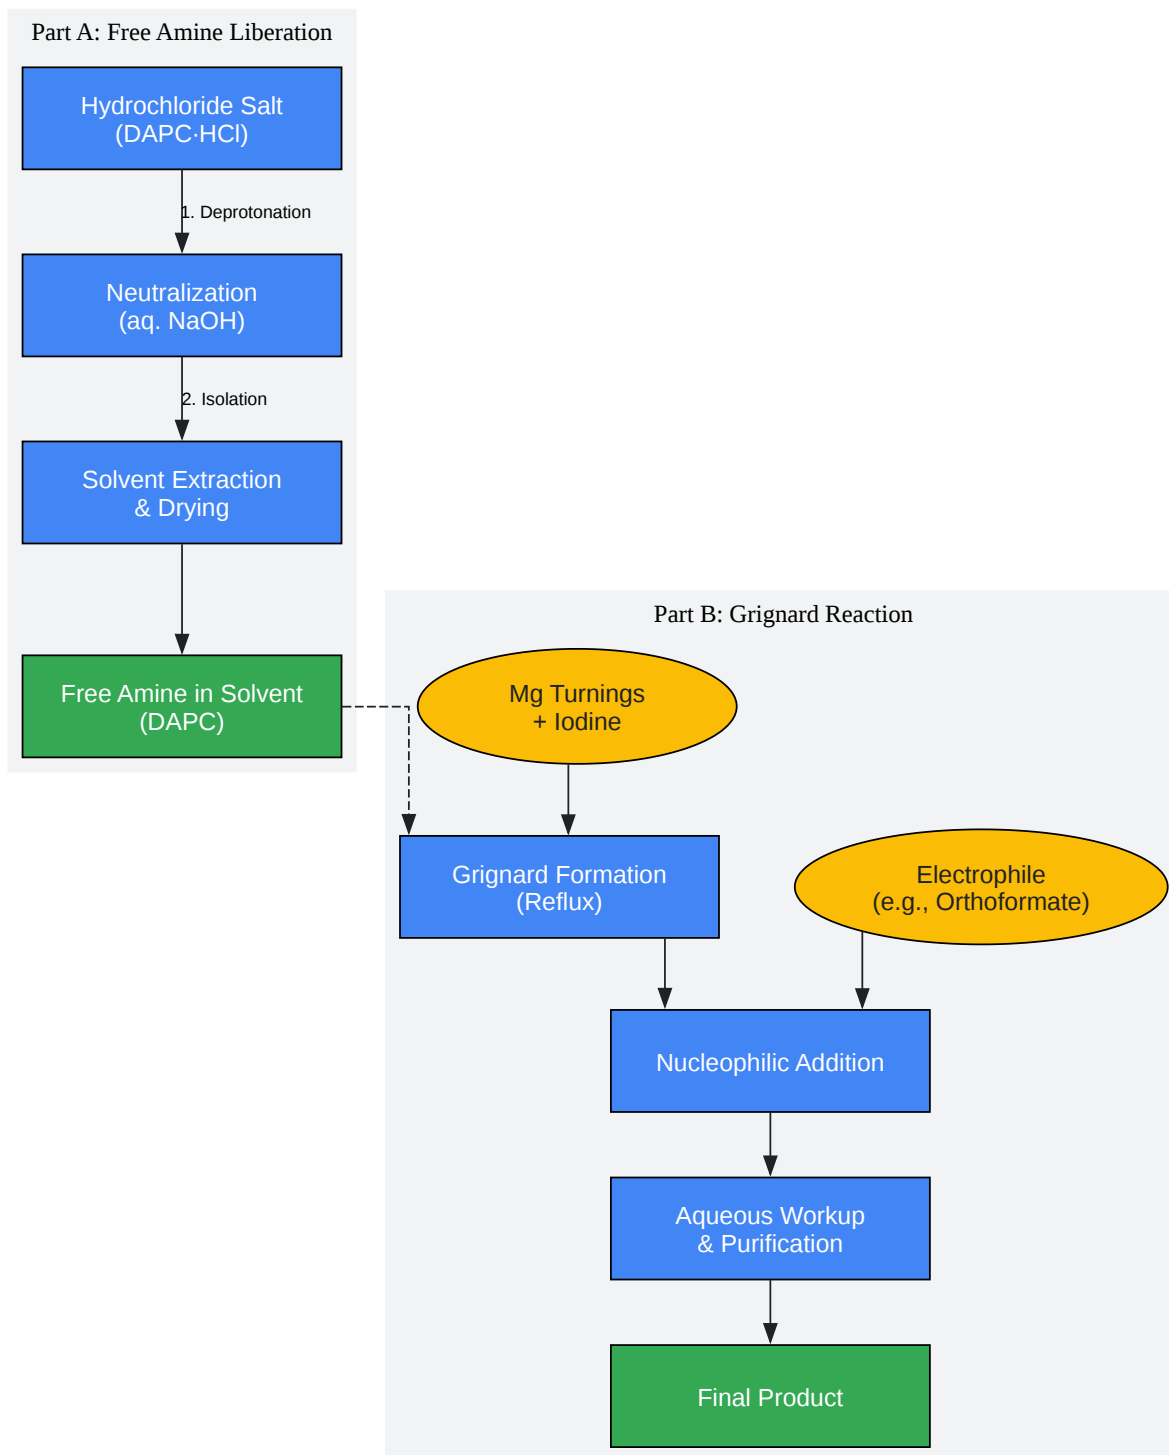 Part A: Free Amine Liberation
Hydrochloride Salt
(DAPC·HCl)
1. Deprotonation
Neutralization
(aq. NaOH)
2. Isolation
Solvent Extraction
& Drying
Free Amine in Solvent
(DAPC)
Part B: Grignard Reaction
Mg Turnings
+ Iodine
Grignard Formation
(Reflux)
Electrophile
(e.g., Orthoformate)
Nucleophilic Addition
Aqueous Workup
& Purification
Final Product